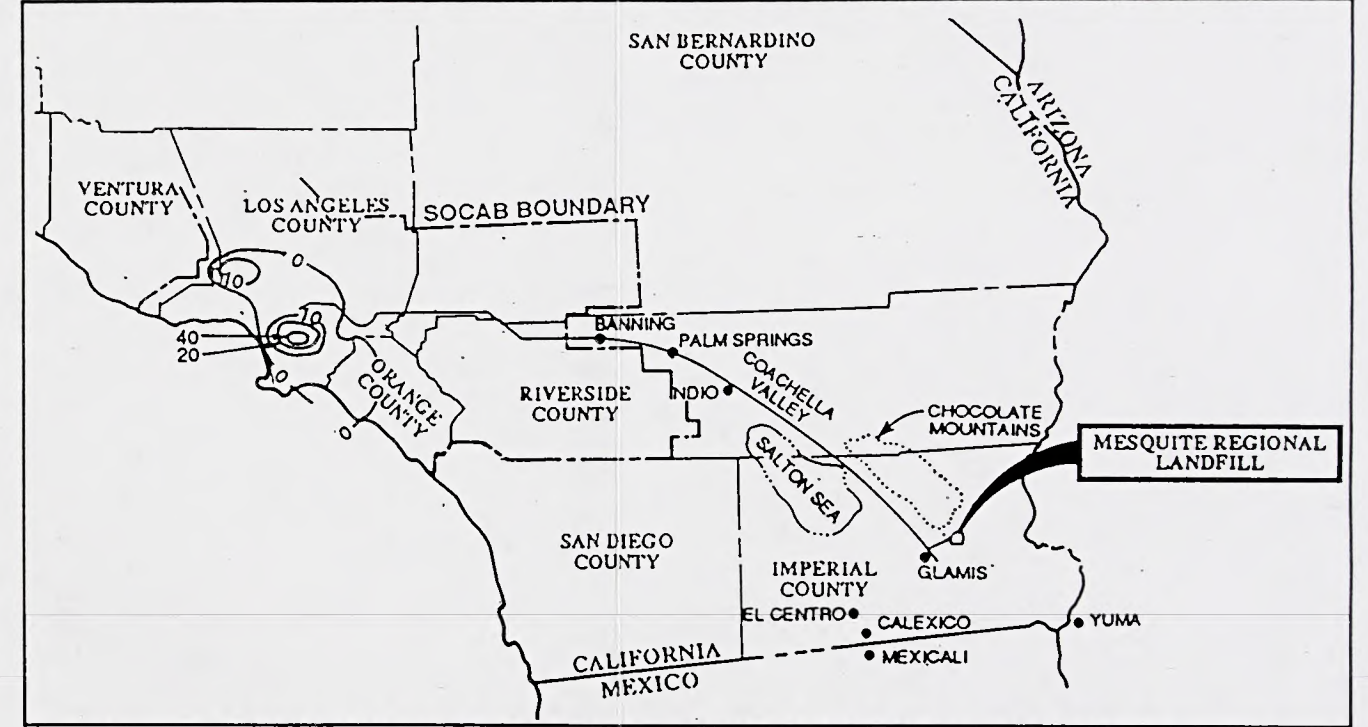 SAN BERNARDINO
COUNTY
ARIZONA
CALIFORNIA
VENTURA
COUNTY
LOS ANGELES
COUNTY
SOCAB BOUNDARY
0
10
10
40
20
0
0
ORANGE
COUNTY
BANNING
PALM SPRINGS
COACHELLA
VALLEY
RIVERSIDE
COUNTY
INDIO
CHOCOLATE
MOUNTAINS
MESQUITE REGIONAL
LANDFILL
SALTON SEA
SAN DIEGO
COUNTY
IMPERIAL
COUNTY
GLAMIS
EL CENTRO
CALEXICO
YUMA
MEXICALI
CALIFORNIA
MEXICO